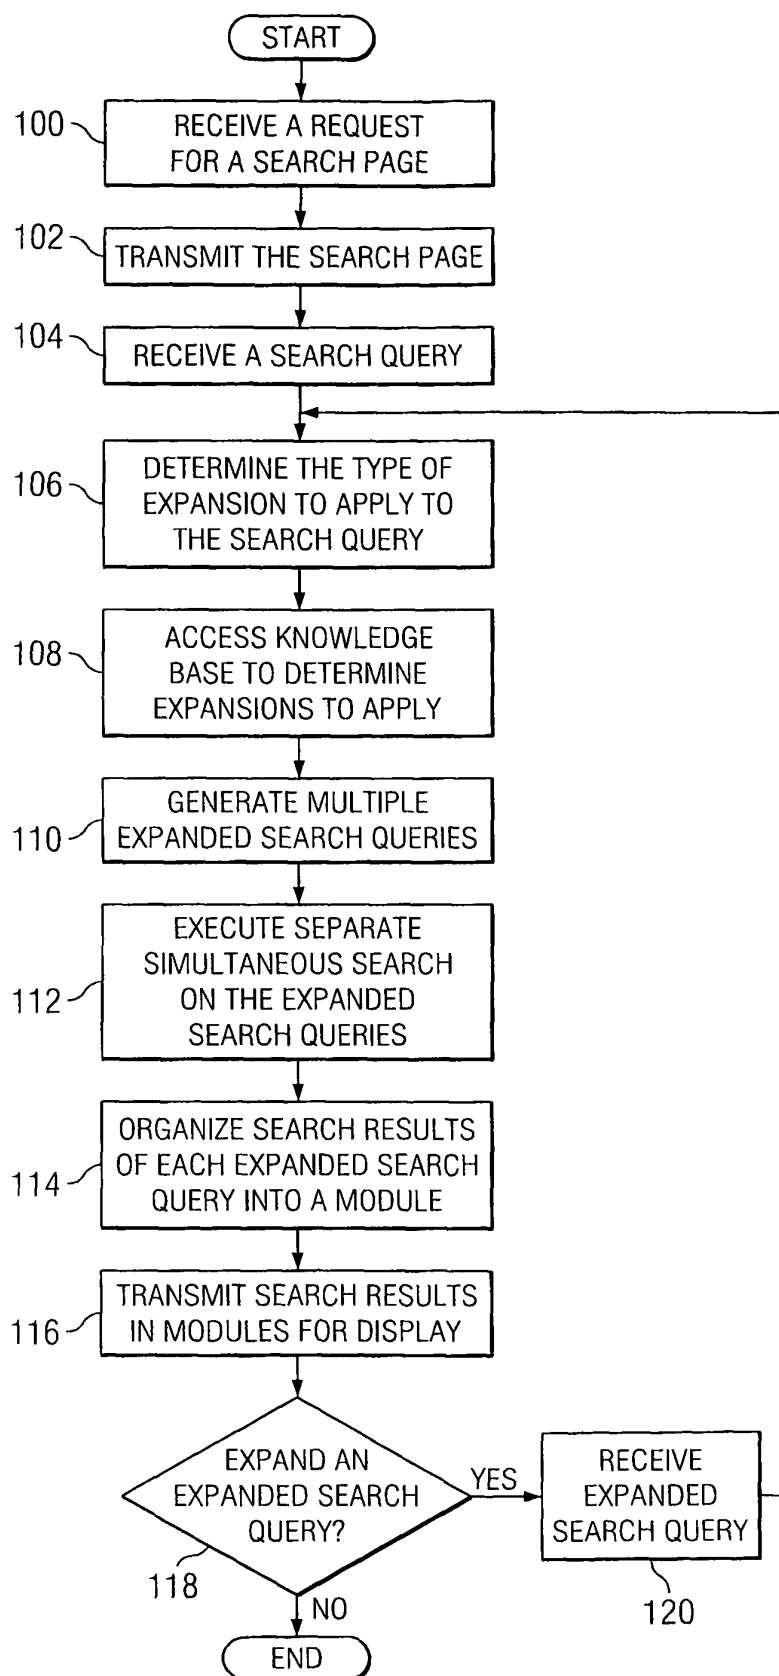 START
100
RECEIVE A REQUEST
FOR A SEARCH PAGE
102
TRANSMIT THE SEARCH PAGE
104
RECEIVE A SEARCH QUERY
106
DETERMINE THE TYPE OF
EXPANSION TO APPLY TO
THE SEARCH QUERY
108
ACCESS KNOWLEDGE
BASE TO DETERMINE
EXPANSIONS TO APPLY
110
GENERATE MULTIPLE
EXPANDED SEARCH QUERIES
112
EXECUTE SEPARATE
SIMULTANEOUS SEARCH
ON THE EXPANDED
SEARCH QUERIES
114
ORGANIZE SEARCH RESULTS
OF EACH EXPANDED SEARCH
QUERY INTO A MODULE
116
TRANSMIT SEARCH RESULTS
IN MODULES FOR DISPLAY
EXPAND AN
EXPANDED SEARCH
QUERY?
118
YES
RECEIVE
EXPANDED
SEARCH QUERY
120
NO
END